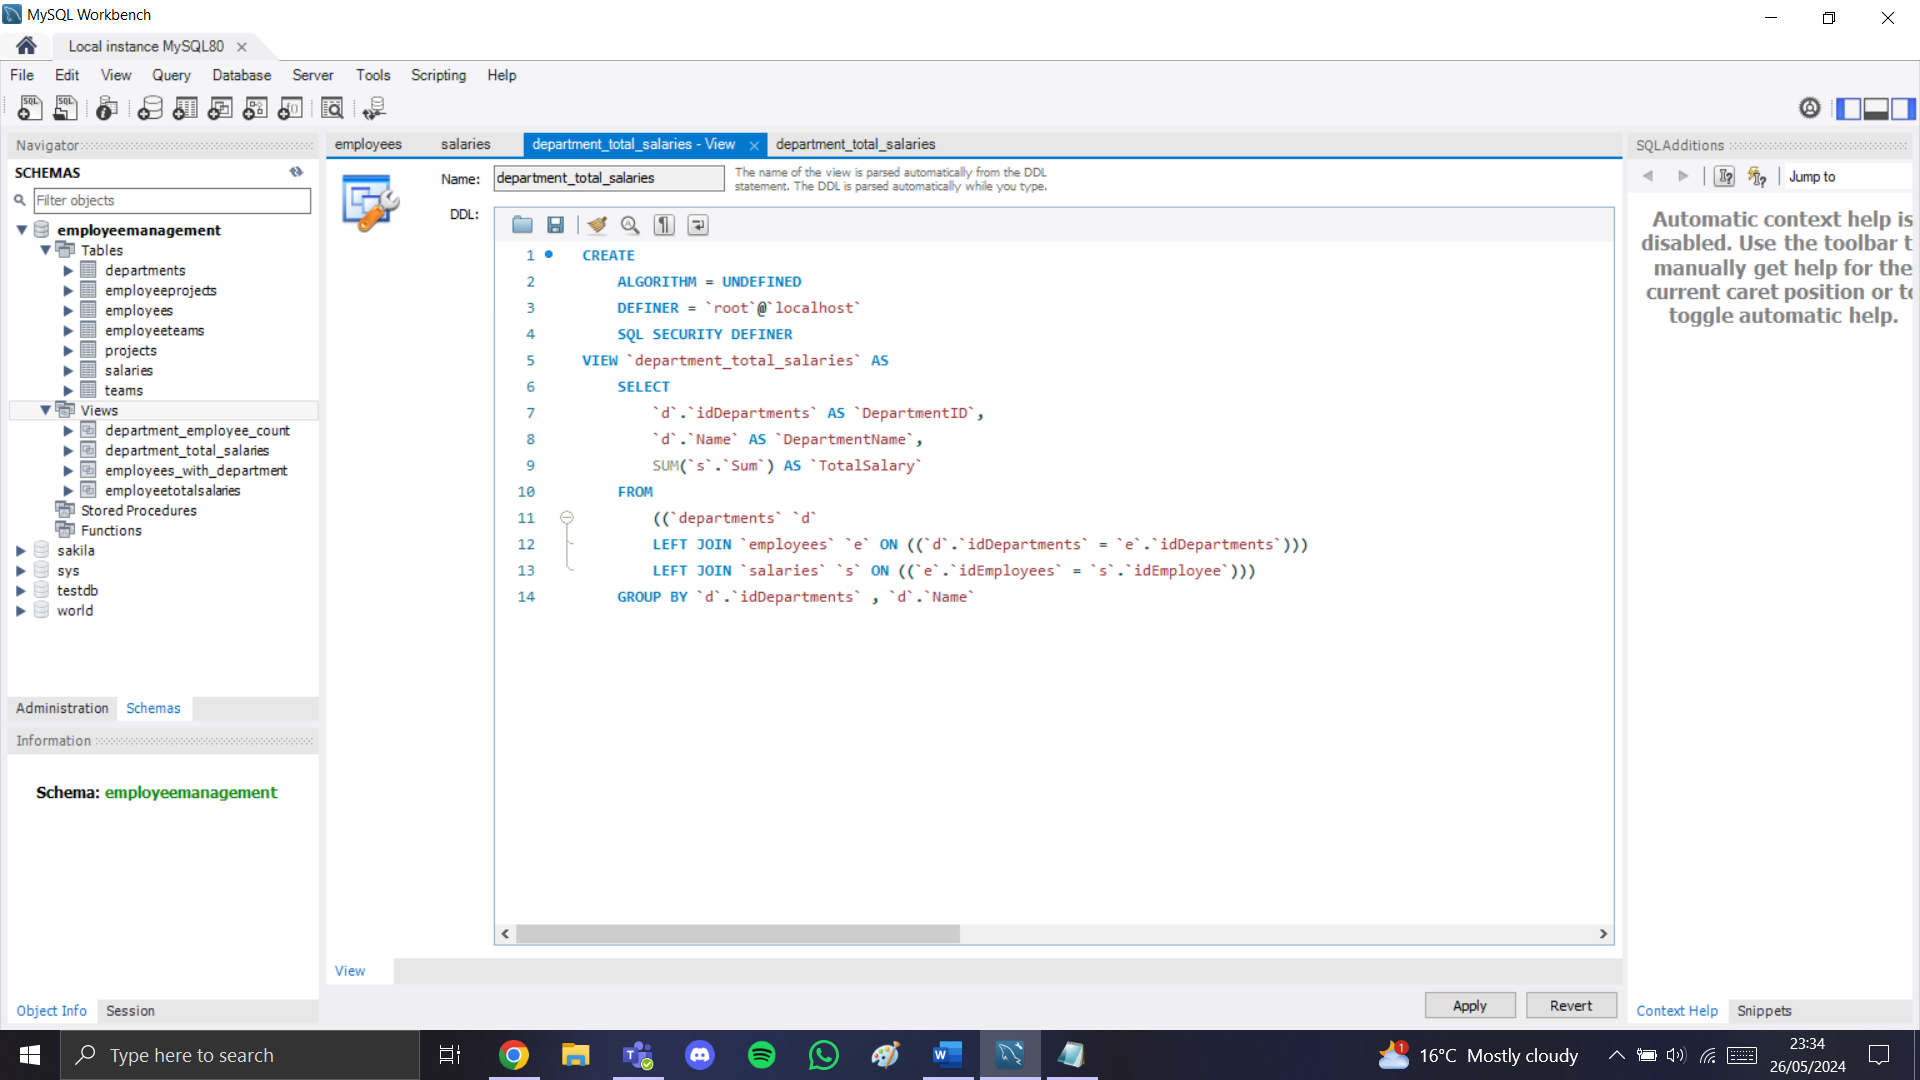 MySQL Workbench
Local instance MySQL80
File Edit View Query Database Server Tools Scripting Help
Navigator
SCHEMAS
Filter objects
employeemanagement
Tables
departments
employeeprojects
employees
employeeteams
projects
salaries
teams
Views
department_employee_count
department_total_salaries
employees_with_department
employeetotalsalaries
Stored Procedures
Functions
sakila
sys
testdb
world
Administration Schemas
Information
Schema: employeemanagement
Object Info Session
employees salaries department_total_salaries - View department_total_salaries
Name: department_total_salaries
The name of the view is parsed automatically from the DDL
statement. The DDL is parsed automatically while you type.
DDL:
1 CREATE
2 ALGORITHM = UNDEFINED
3 DEFINER = `root`@`localhost`
4 SQL SECURITY DEFINER
5 VIEW `department_total_salaries` AS
6 SELECT
7 `d`.`idDepartments` AS `DepartmentID`,
8 `d`.`Name` AS `DepartmentName`,
9 SUM(`s`.`Sum`) AS `TotalSalary`
10 FROM
11 ((`departments` `d`
12 LEFT JOIN `employees` `e` ON ((`d`.`idDepartments` = `e`.`idDepartments`)))
13 LEFT JOIN `salaries` `s` ON ((`e`.`idEmployees` = `s`.`idEmployee`)))
14 GROUP BY `d`.`idDepartments` , `d`.`Name`
View
Apply Revert
SQLAdditions
Jump to
Automatic context help is
disabled. Use the toolbar t
manually get help for the
current caret position or to
toggle automatic help.
Context Help Snippets
Type here to search
1
16°C Mostly cloudy
23:34
26/05/2024